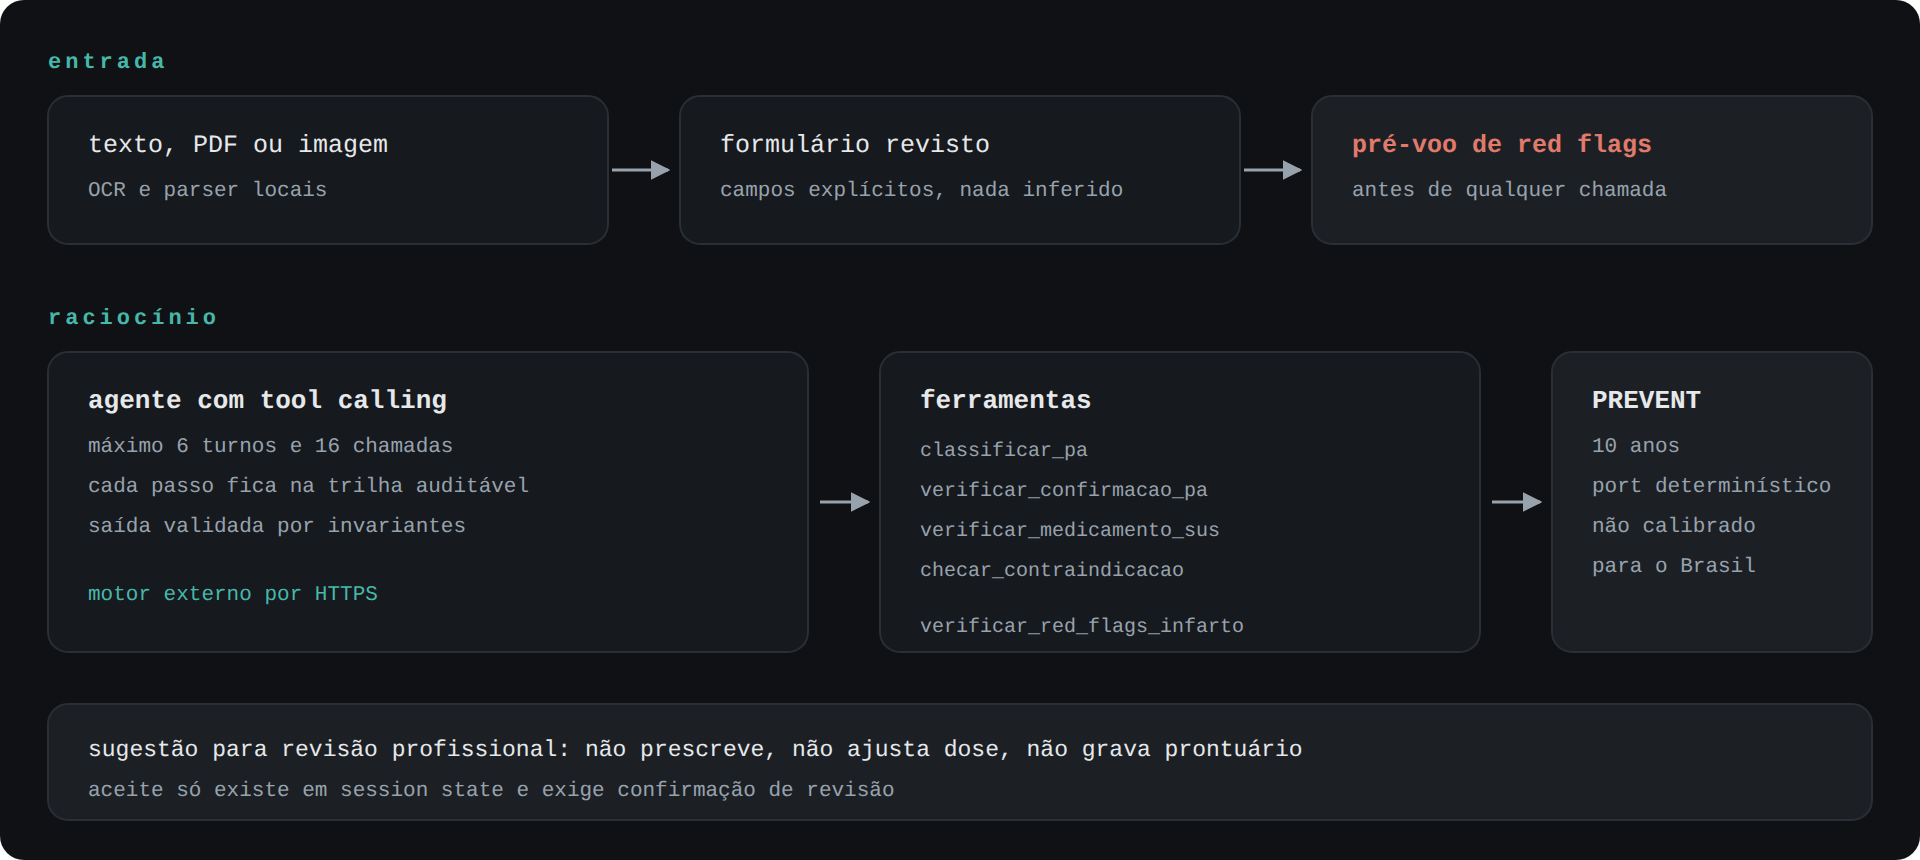 entrada
texto, PDF ou imagem
OCR e parser locais
formulário revisto
campos explícitos, nada inferido
pré-voo de red flags
antes de qualquer chamada
raciocínio
agente com tool calling
máximo 6 turnos e 16 chamadas
cada passo fica na trilha auditável
saída validada por invariantes
motor externo por HTTPS
ferramentas
classificar_pa
verificar_confirmacao_pa
verificar_medicamento_sus
checar_contraindicacao
verificar_red_flags_infarto
PREVENT
10 anos
port determinístico
não calibrado
para o Brasil
sugestão para revisão profissional: não prescreve, não ajusta dose, não grava prontuário
aceite só existe em session state e exige confirmação de revisão